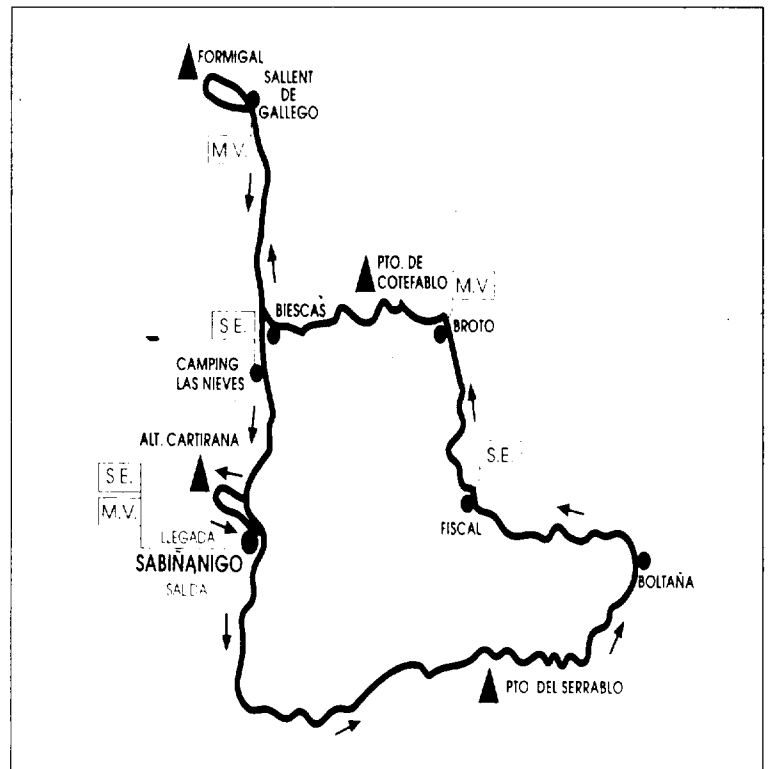 FORMIGAL
SALLENT
DE
GALLEGO
M.V.
PTO. DE
COTEFABLO
M.V.
BIESCAS
S.E.
BROTO
CAMPING
LAS NIEVES
ALT. CARTIRANA
S.E.
S.E.
M.V.
FISCAL
LLEGADA
SABIÑANIGO
SALIDA
BOLTAÑA
PTO DEL SERRABLO